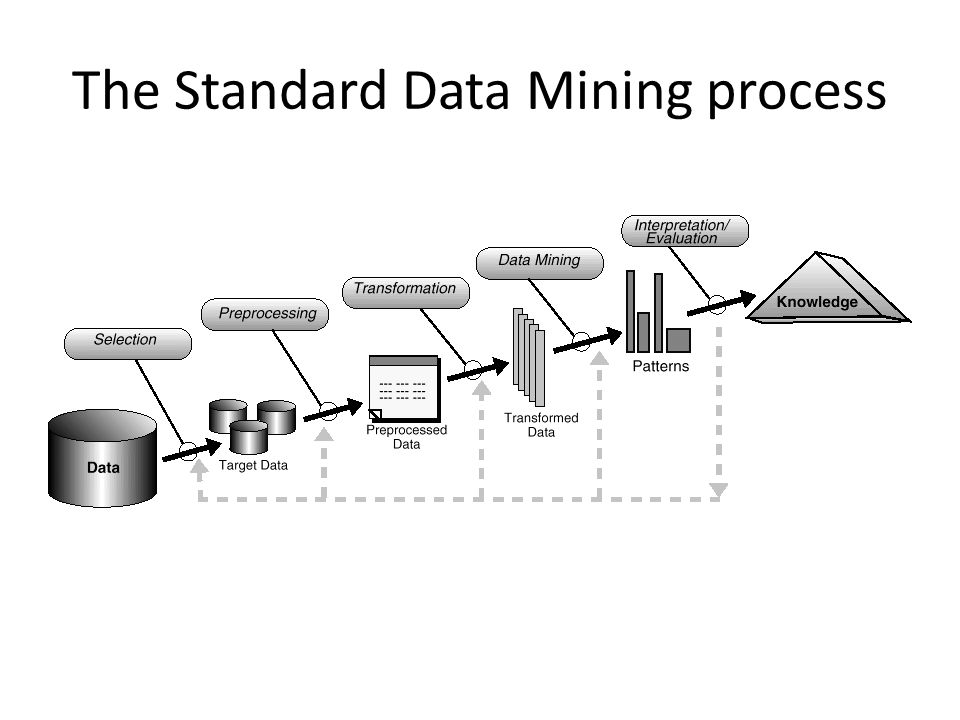 The Standard Data Mining process
Interpretation/
Evaluation
Data Mining
Transformation
Preprocessing
Selection
Knowledge
Patterns
Transformed
Data
Preprocessed
Data
Target Data
Data
--- --- ---
--- --- ---
--- --- ---